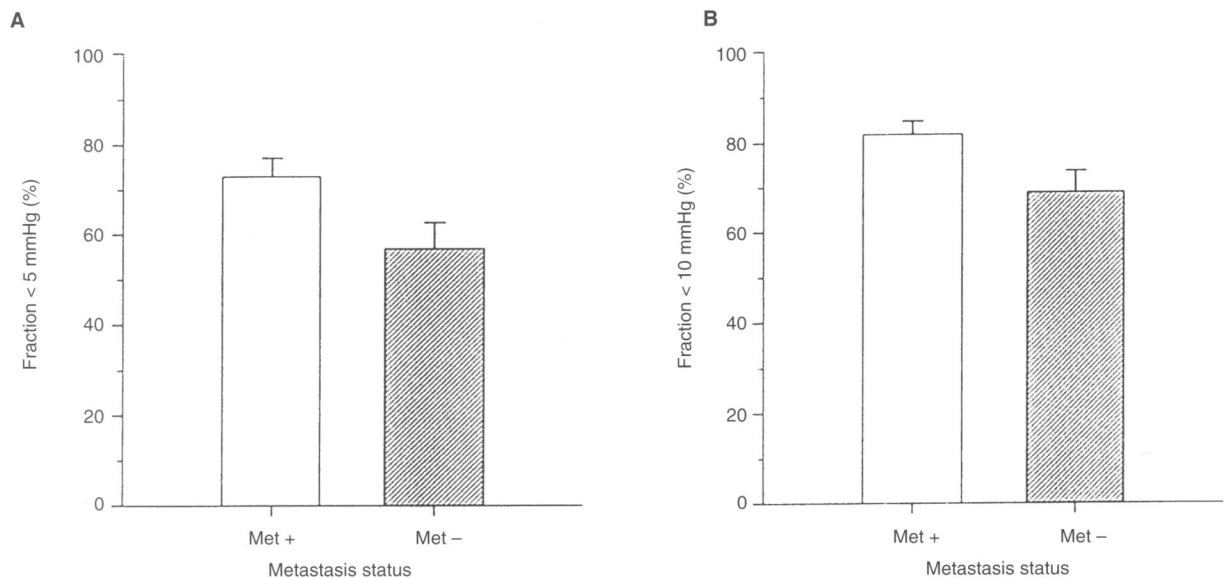 A
100
80
60
40
20
0
Fraction < 5 mmHg (%)
Met +
Met –
Metastasis status
B
100
80
60
40
20
0
Fraction < 10 mmHg (%)
Met +
Met –
Metastasis status